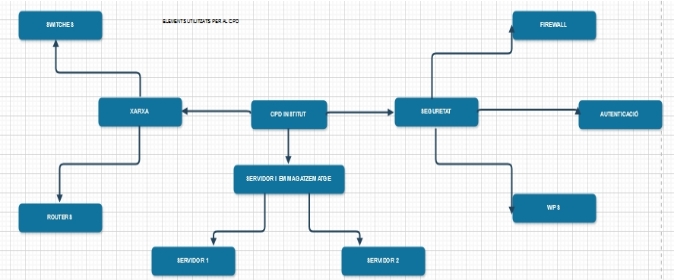 SWITCHES
ELEMENTS UTILITZATS PER AL CPD
FIREWALL
XARXA
CPD INSTITUT
SEGURETAT
AUTENTICACIÓ
SERVIDOR I EMMAGATZEMATGE
ROUTERS
WPS
SERVIDOR 1
SERVIDOR 2